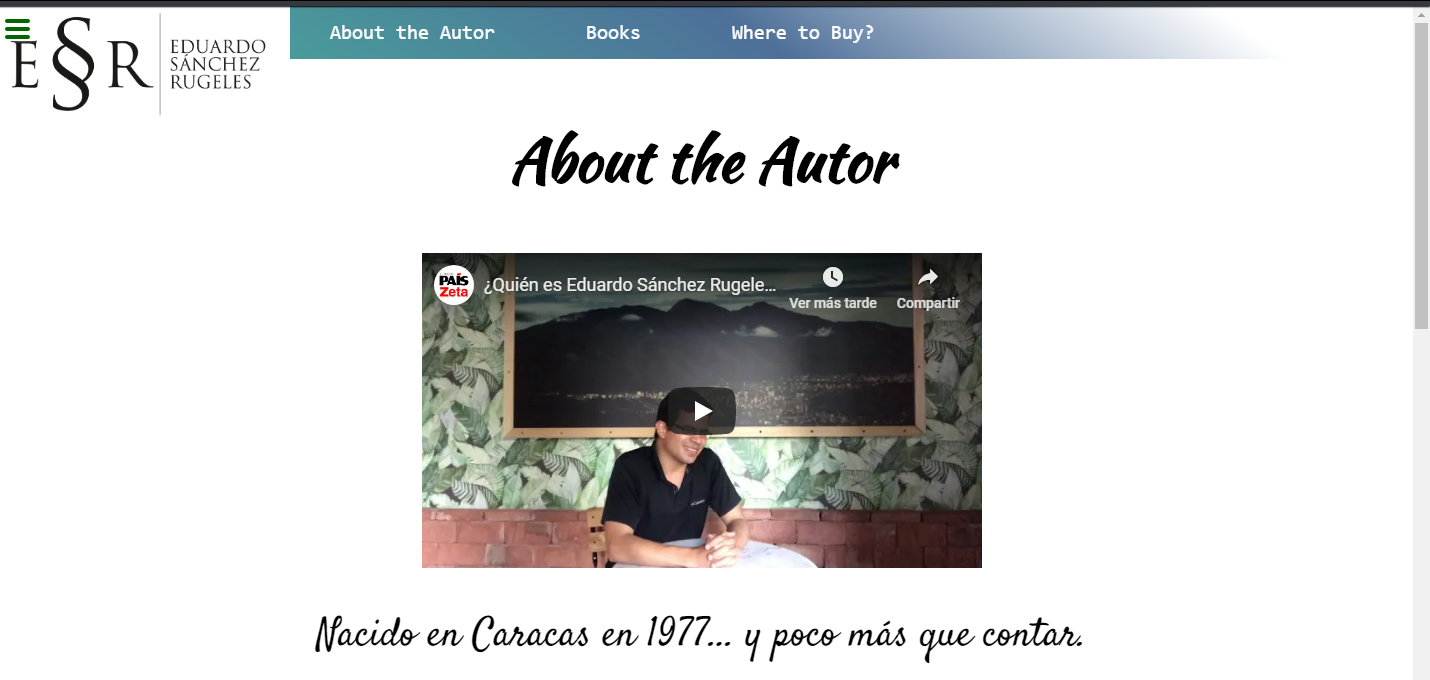 E S R
EDUARDO
SÁNCHEZ
RUGELES
About the Autor Books Where to Buy?
About the Autor
PAÍS
Zeta
¿Quién es Eduardo Sánchez Rugele...
Ver más tarde
Compartir
Nacido en Caracas en 1977... y poco más que contar.